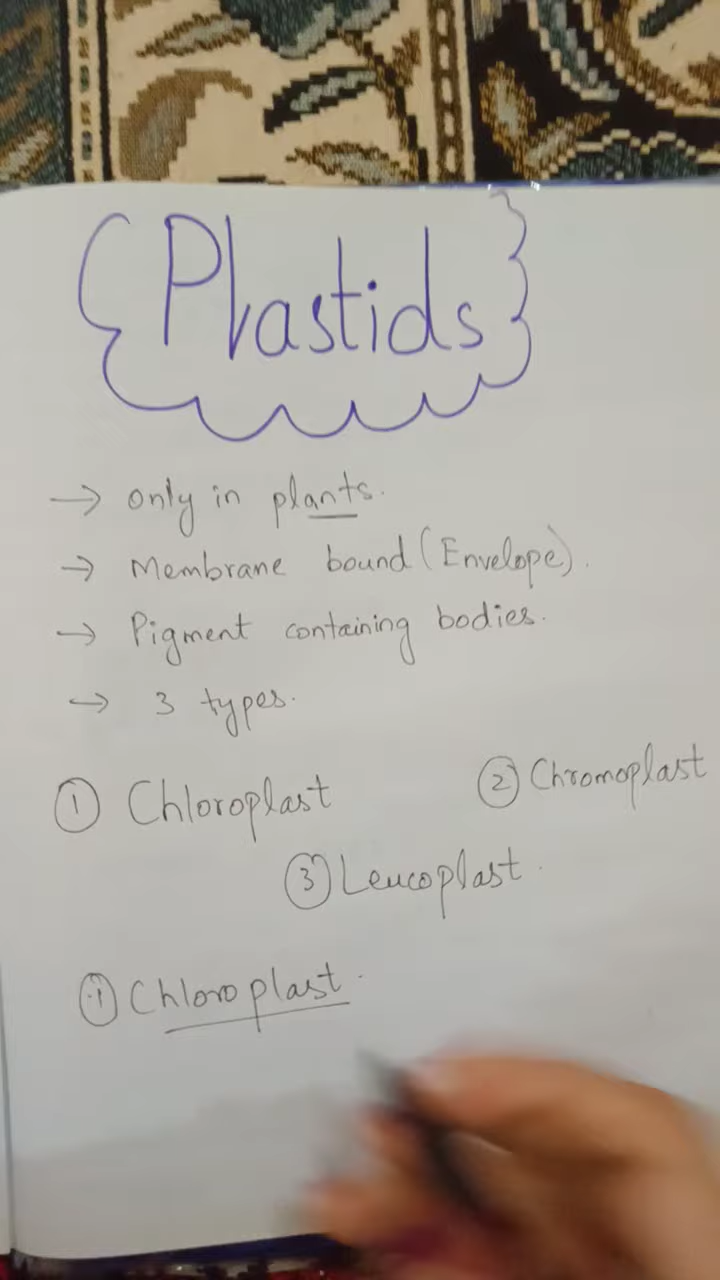 Plastids
→ only in plants.
→ Membrane bound (Envelope).
→ Pigment containing bodies.
→ 3 types.
① Chloroplast ② Chromoplast
③ Leucoplast.
① Chloroplast.